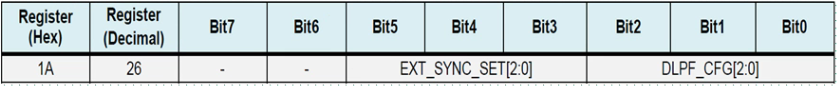 Register (Hex) Register (Decimal) Bit7 Bit6 Bit5 Bit4 Bit3 Bit2 Bit1 Bit0
1A 26 - - EXT_SYNC_SET[2:0] DLPF_CFG[2:0]